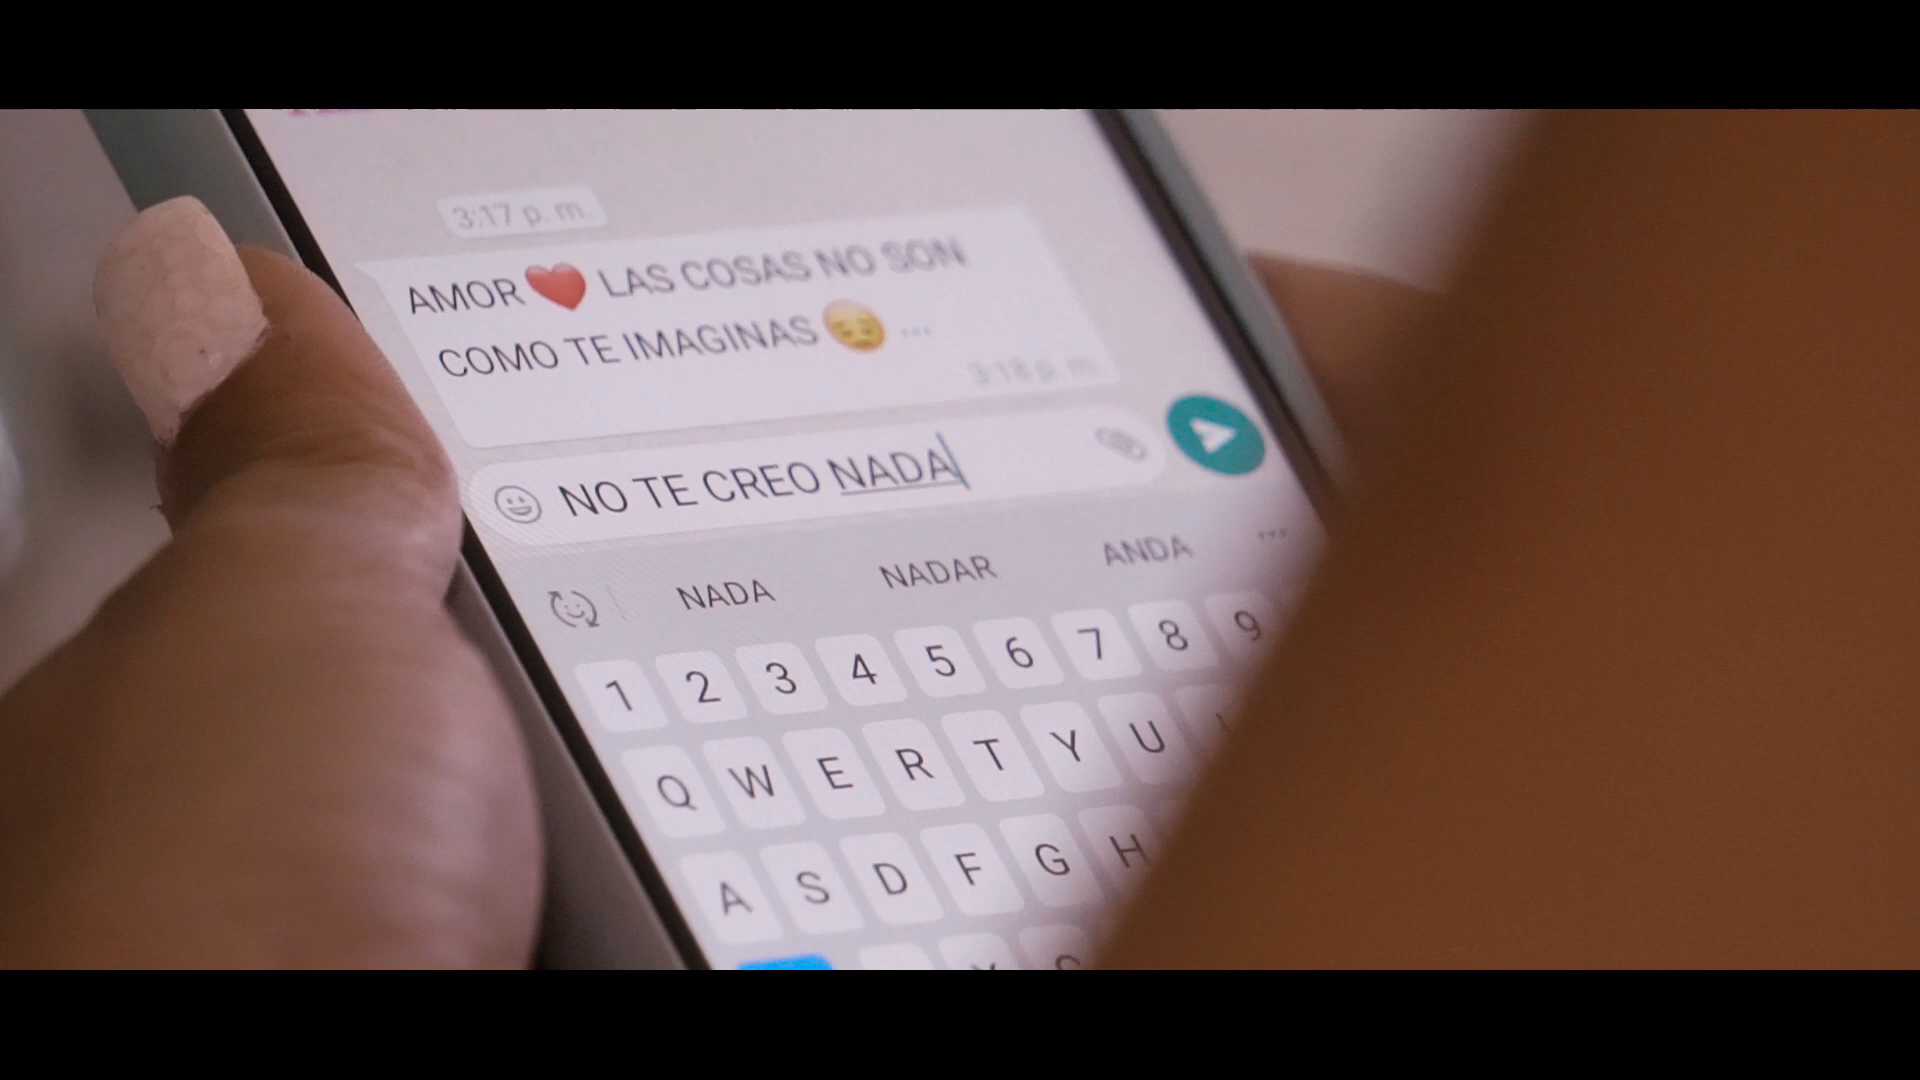 3:17 p. m.
AMOR❤️ LAS COSAS NO SON
COMO TE IMAGINAS 😔 ...
3:18 p. m.
NO TE CREO NADA
NADA NADAR ANDA ...
1 2 3 4 5 6 7 8 9
Q W E R T Y U
A S D F G H